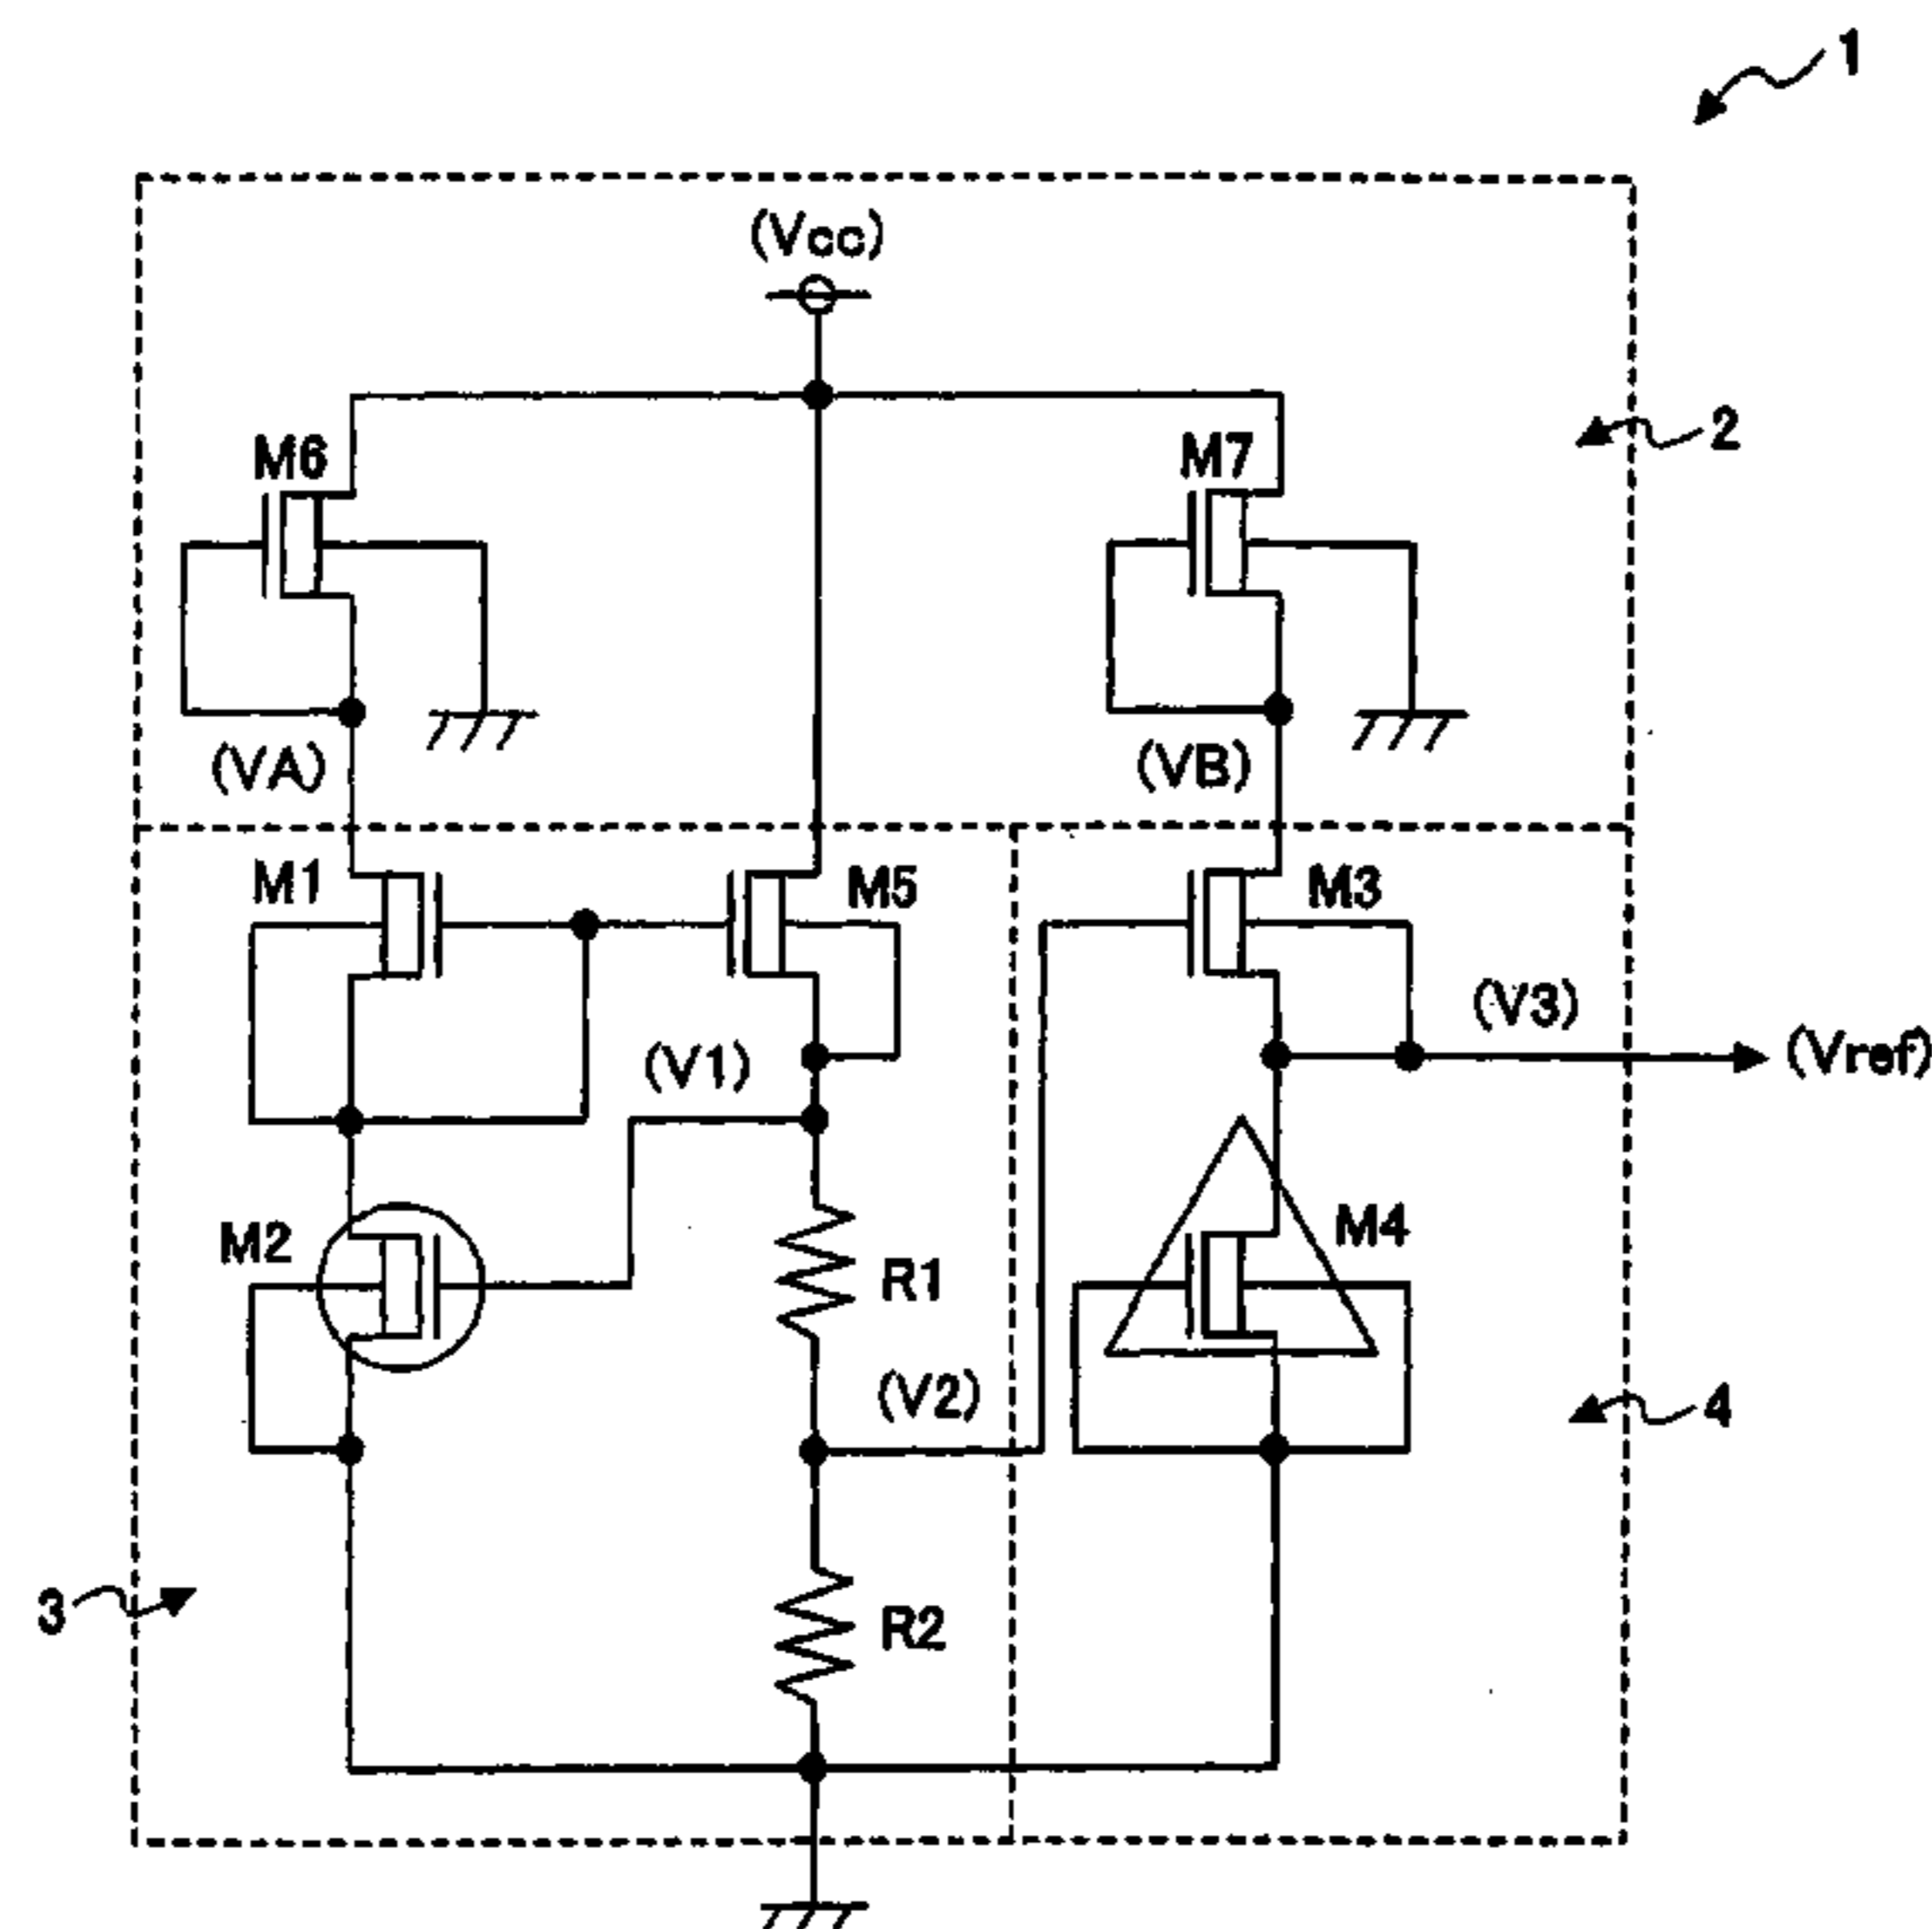 1
(Vcc)
2
M6
M7
(VA)
(VB)
M1
M5
M3
(V3)
(V1)
(Vref)
M2
M4
R1
(V2)
4
3
R2